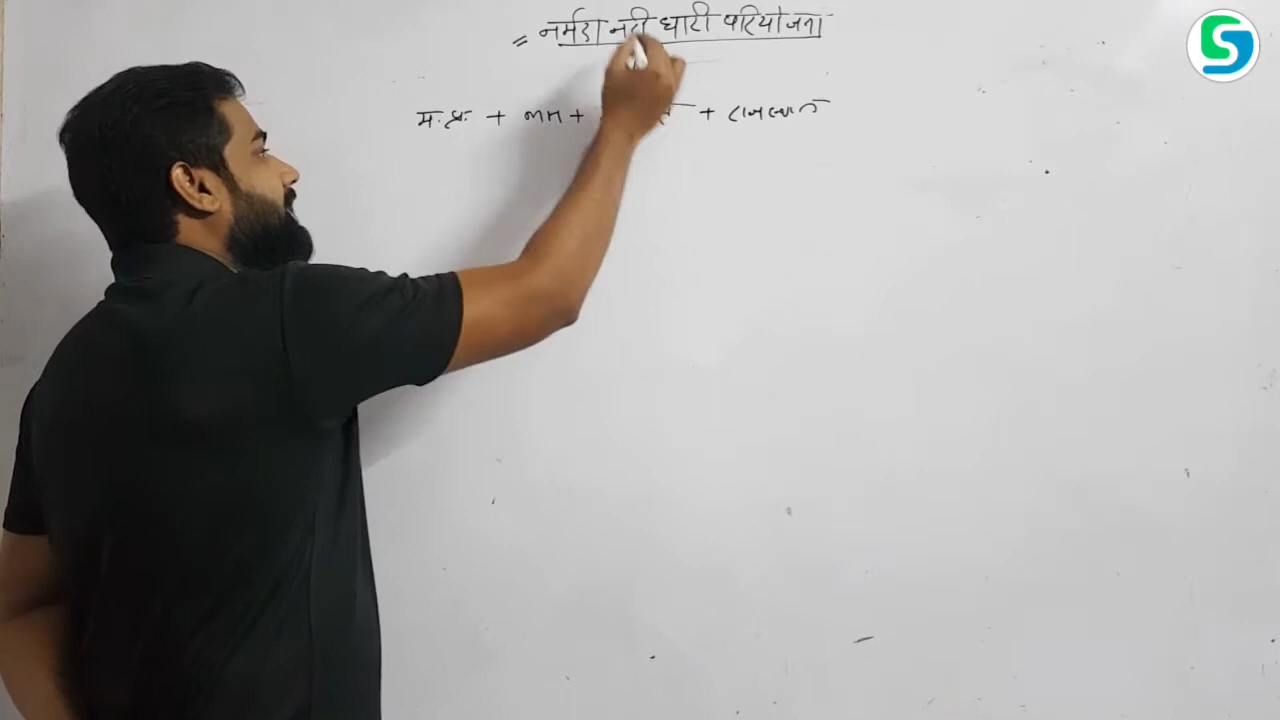 = नर्मदा नदी घाटी परियोजना
म.प्र. + + + राजस्थान